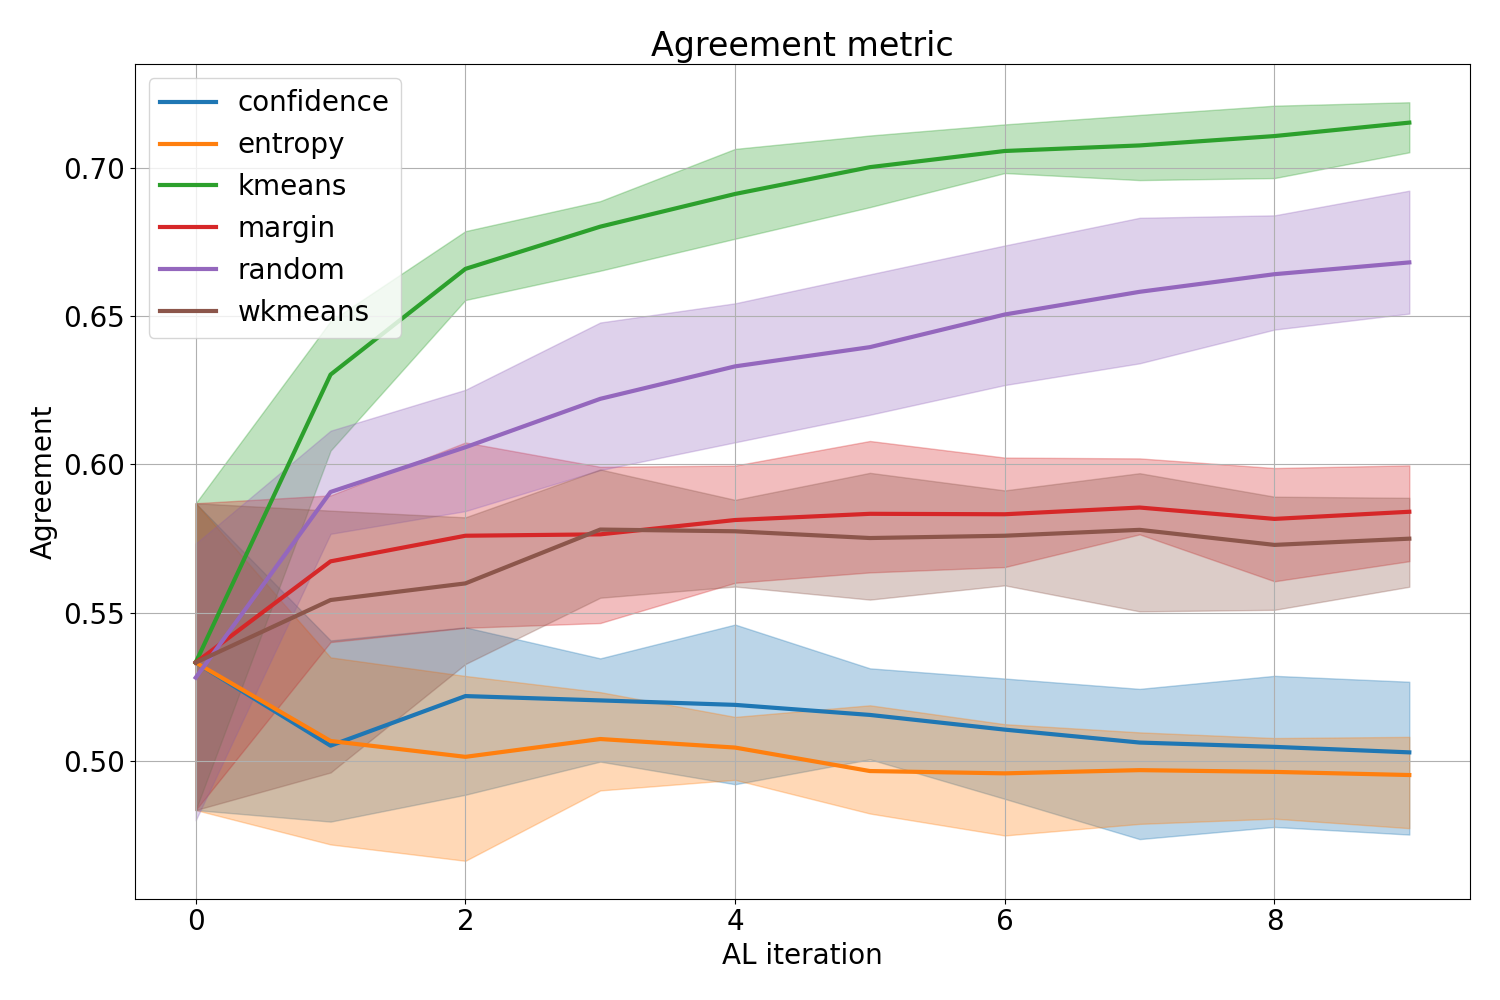 Agreement metric
confidence
entropy
kmeans
margin
random
wkmeans
Agreement
0.70
0.65
0.60
0.55
0.50
0 2 4 6 8
AL iteration